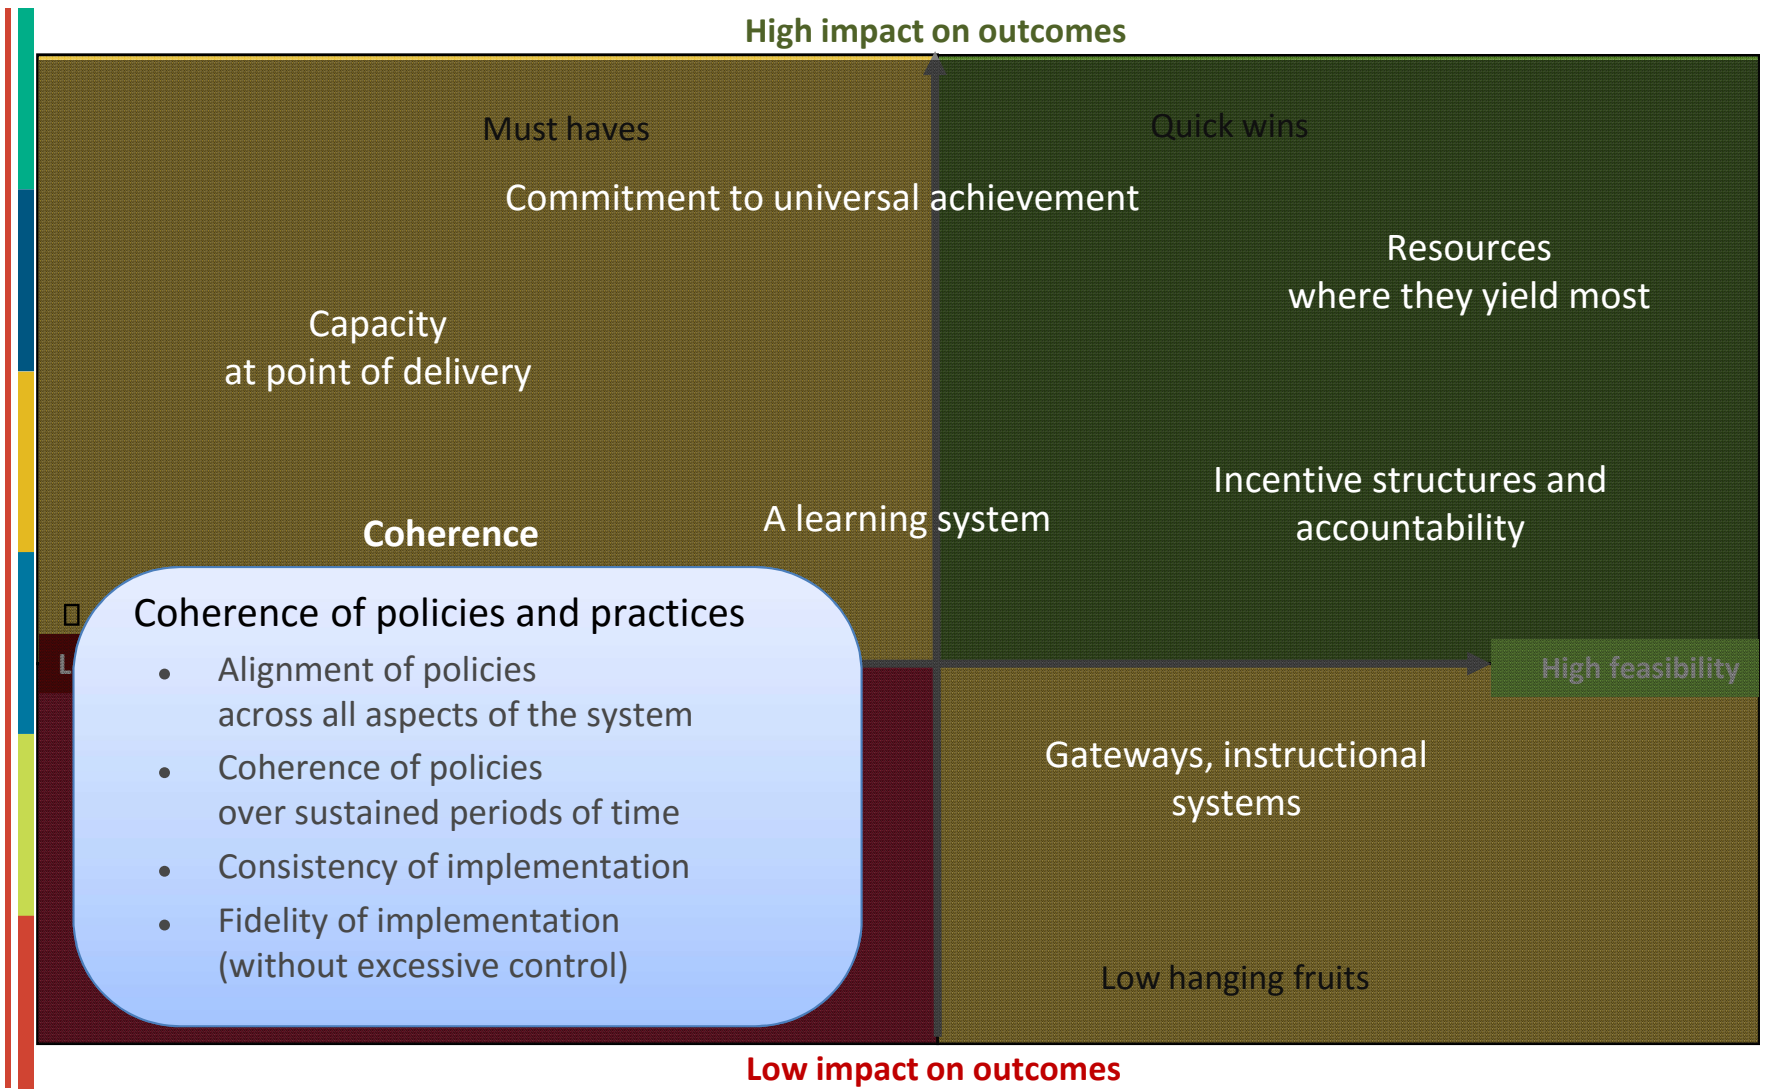 High impact on outcomes
Must haves
Quick wins
Commitment to universal achievement
Resources
where they yield most
Capacity
at point of delivery
Incentive structures and
accountability
A learning system
Coherence
Coherence of policies and practices
• Alignment of policies
across all aspects of the system
• Coherence of policies
over sustained periods of time
• Consistency of implementation
• Fidelity of implementation
(without excessive control)
High feasibility
Gateways, instructional
systems
Low hanging fruits
Low impact on outcomes